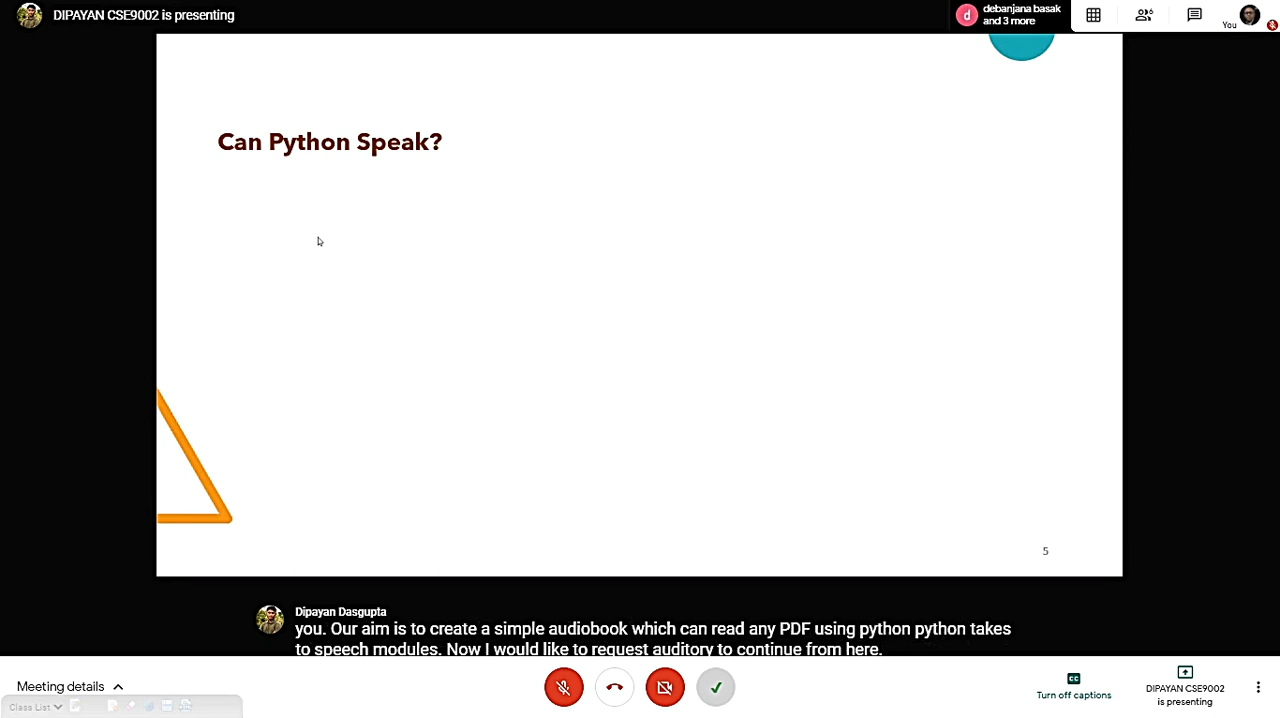 DIPAYAN CSE9002 is presenting
d
debanjana basak
and 3 more
6
You
Can Python Speak?
5
Dipayan Dasgupta
you. Our aim is to create a simple audiobook which can read any PDF using python python takes
to speech modules. Now I would like to request auditory to continue from here.
Meeting details
CC
Turn off captions
DIPAYAN CSE9002
is presenting
Class List